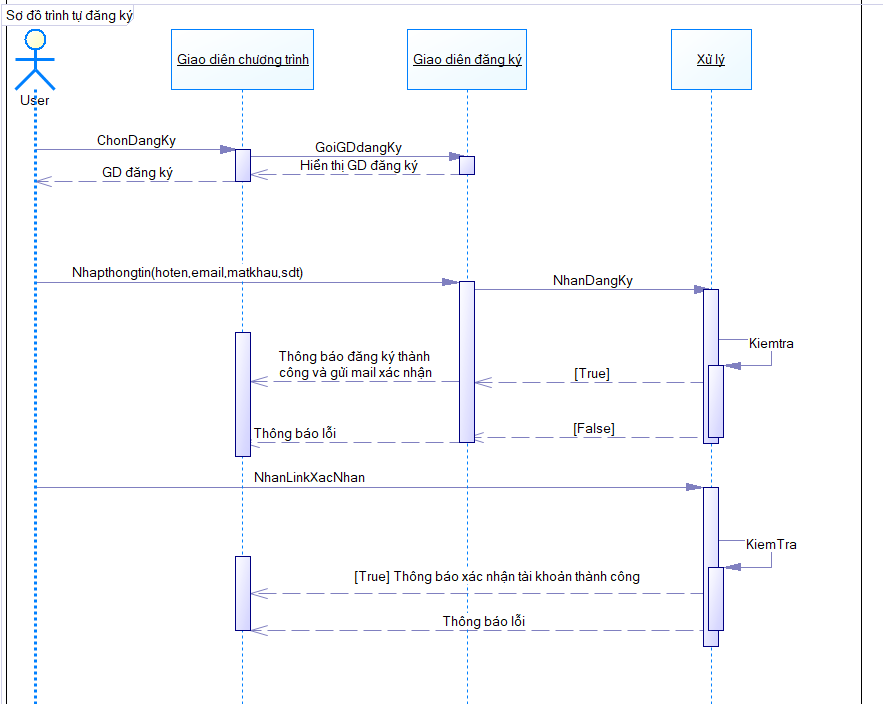 Sơ đồ trình tự đăng ký
Giao diên chương trình
Giao diên đăng ký
Xử lý
User
ChonDangKy
GoiGDdangKy
Hiển thị GD đăng ký
GD đăng ký
Nhapthongtin(hoten,email,matkhau,sdt)
NhanDangKy
Kiemtra
Thông báo đăng ký thành
công và gửi mail xác nhận
[True]
[False]
Thông báo lỗi
NhanLinkXacNhan
KiemTra
[True] Thông báo xác nhận tài khoản thành công
Thông báo lỗi